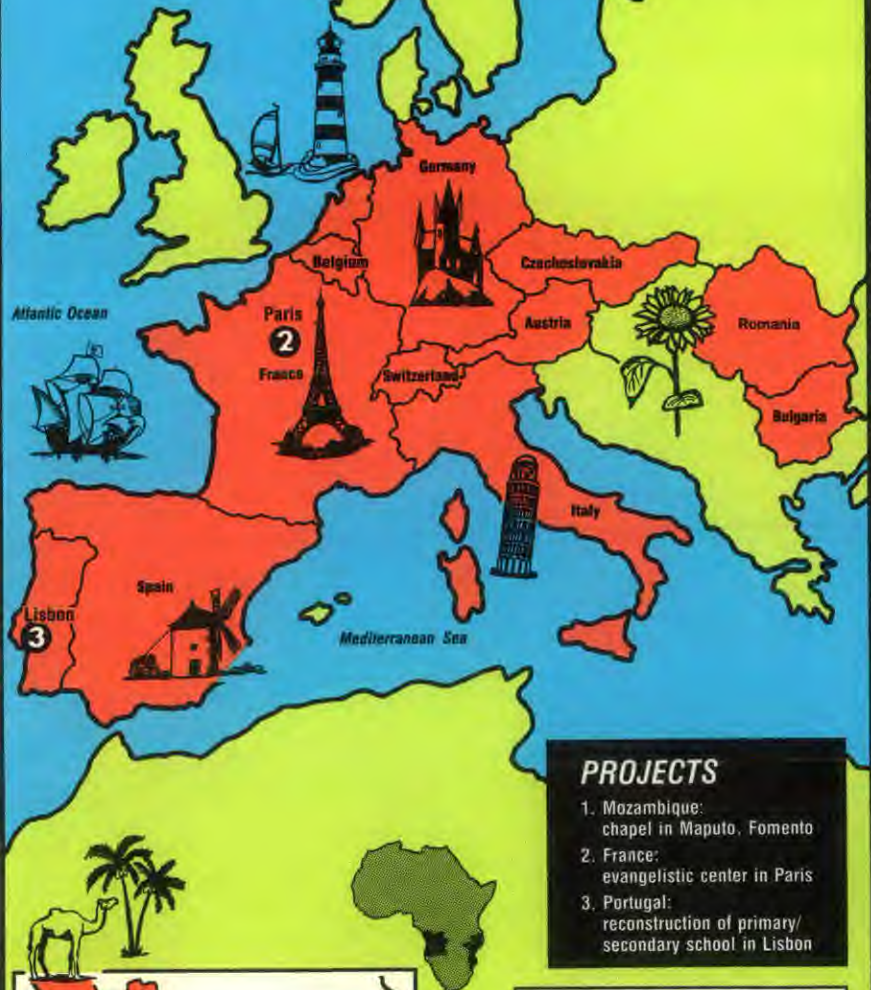 Germany
Belgium
Czechoslovakia
Atlantic Ocean
Paris
2
Austria
Romania
France
Switzerland
Bulgaria
Italy
Spain
Lisbon
3
Mediterranean Sea
PROJECTS
1. Mozambique:
chapel in Maputo, Fomento
2. France:
evangelistic center in Paris
3. Portugal:
reconstruction of primary/
secondary school in Lisbon